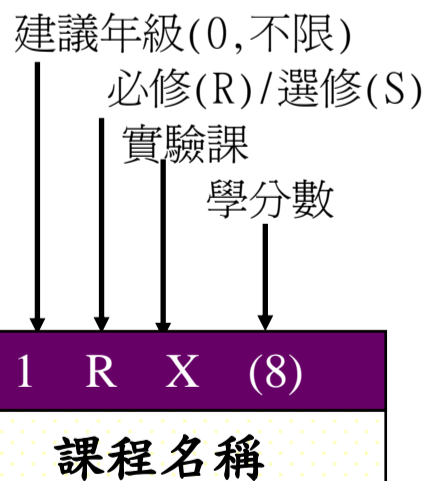 建議年級(0,不限)
必修(R)/選修(S)
實驗課
學分數
1 R X (8)
課程名稱